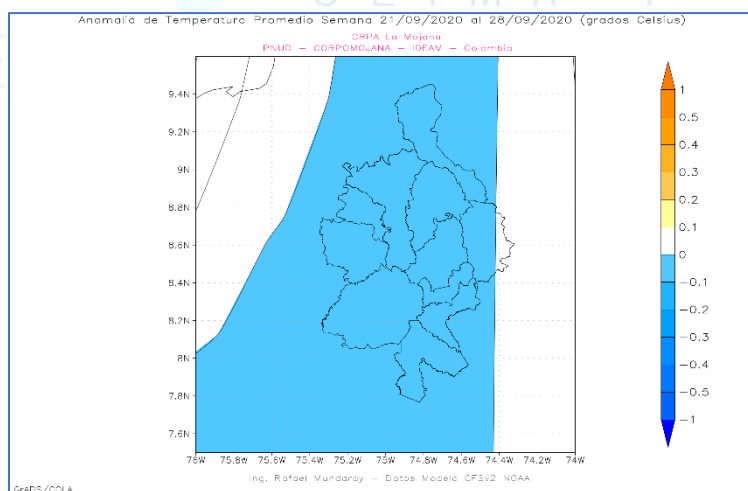 Anomalía de Temperatura Promedio Semana 21/09/2020 al 28/09/2020 (grados Celsius)
CRPA La Mojana
PNUD – CORPOMOJANA – IDEAM – Colombia
9.4N
9.2N
9N
8.8N
8.6N
8.4N
8.2N
8N
7.8N
7.6N
76W 75.8W 75.6W 75.4W 75.2W 75W 74.8W 74.6W 74.4W 74.2W 74W
1
0.5
0.4
0.3
0.2
0.1
0
-0.1
-0.2
-0.3
-0.4
-0.5
-1
Ing. Rafael Mundaray – Datos Modelo CFSv2 NOAA
GrADS/COLA